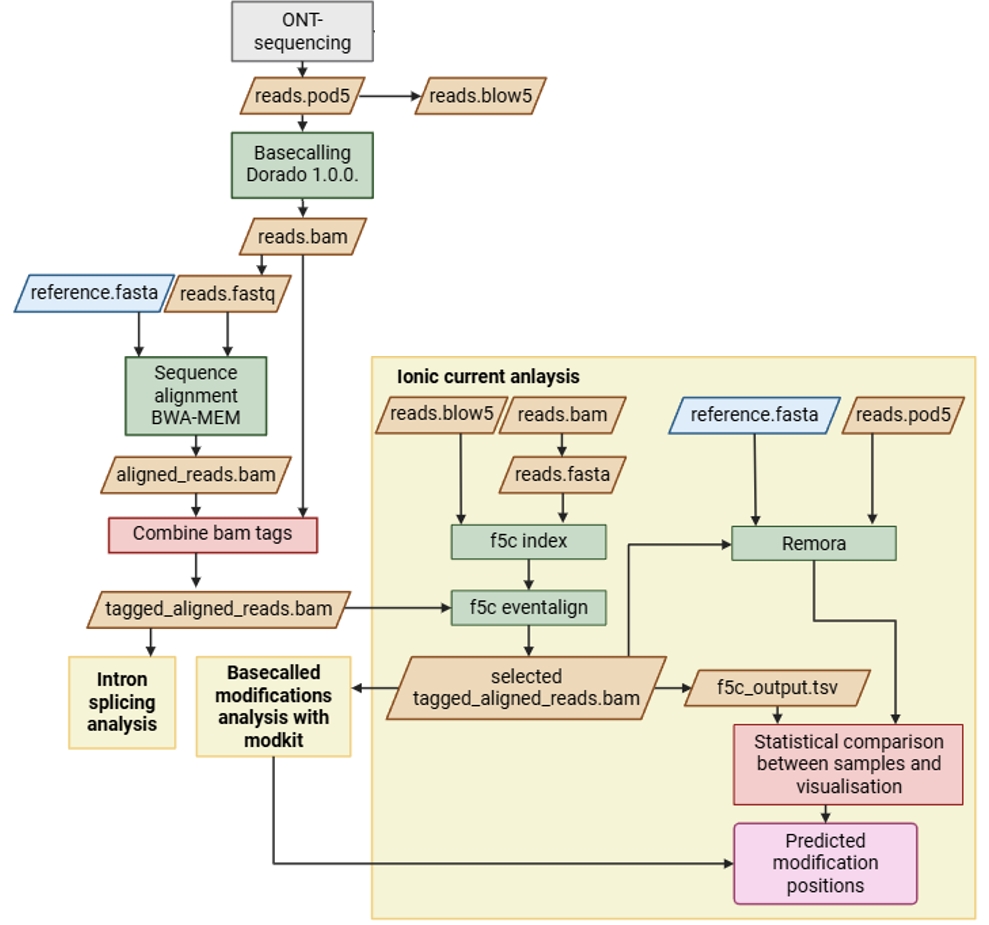 ONT-
sequencing
reads.pod5
reads.blow5
Basecalling
Dorado 1.0.0.
reads.bam
reference.fasta
reads.fastq
Sequence
alignment
BWA-MEM
aligned_reads.bam
Combine bam tags
tagged_aligned_reads.bam
Intron
splicing
analysis
Basecalled
modifications
analysis with
modkit
Ionic current anlaysis
reads.blow5
reads.bam
reads.fasta
reference.fasta
reads.pod5
f5c index
Remora
f5c eventalign
selected
tagged_aligned_reads.bam
f5c_output.tsv
Statistical comparison
between samples and
visualisation
Predicted
modification
positions